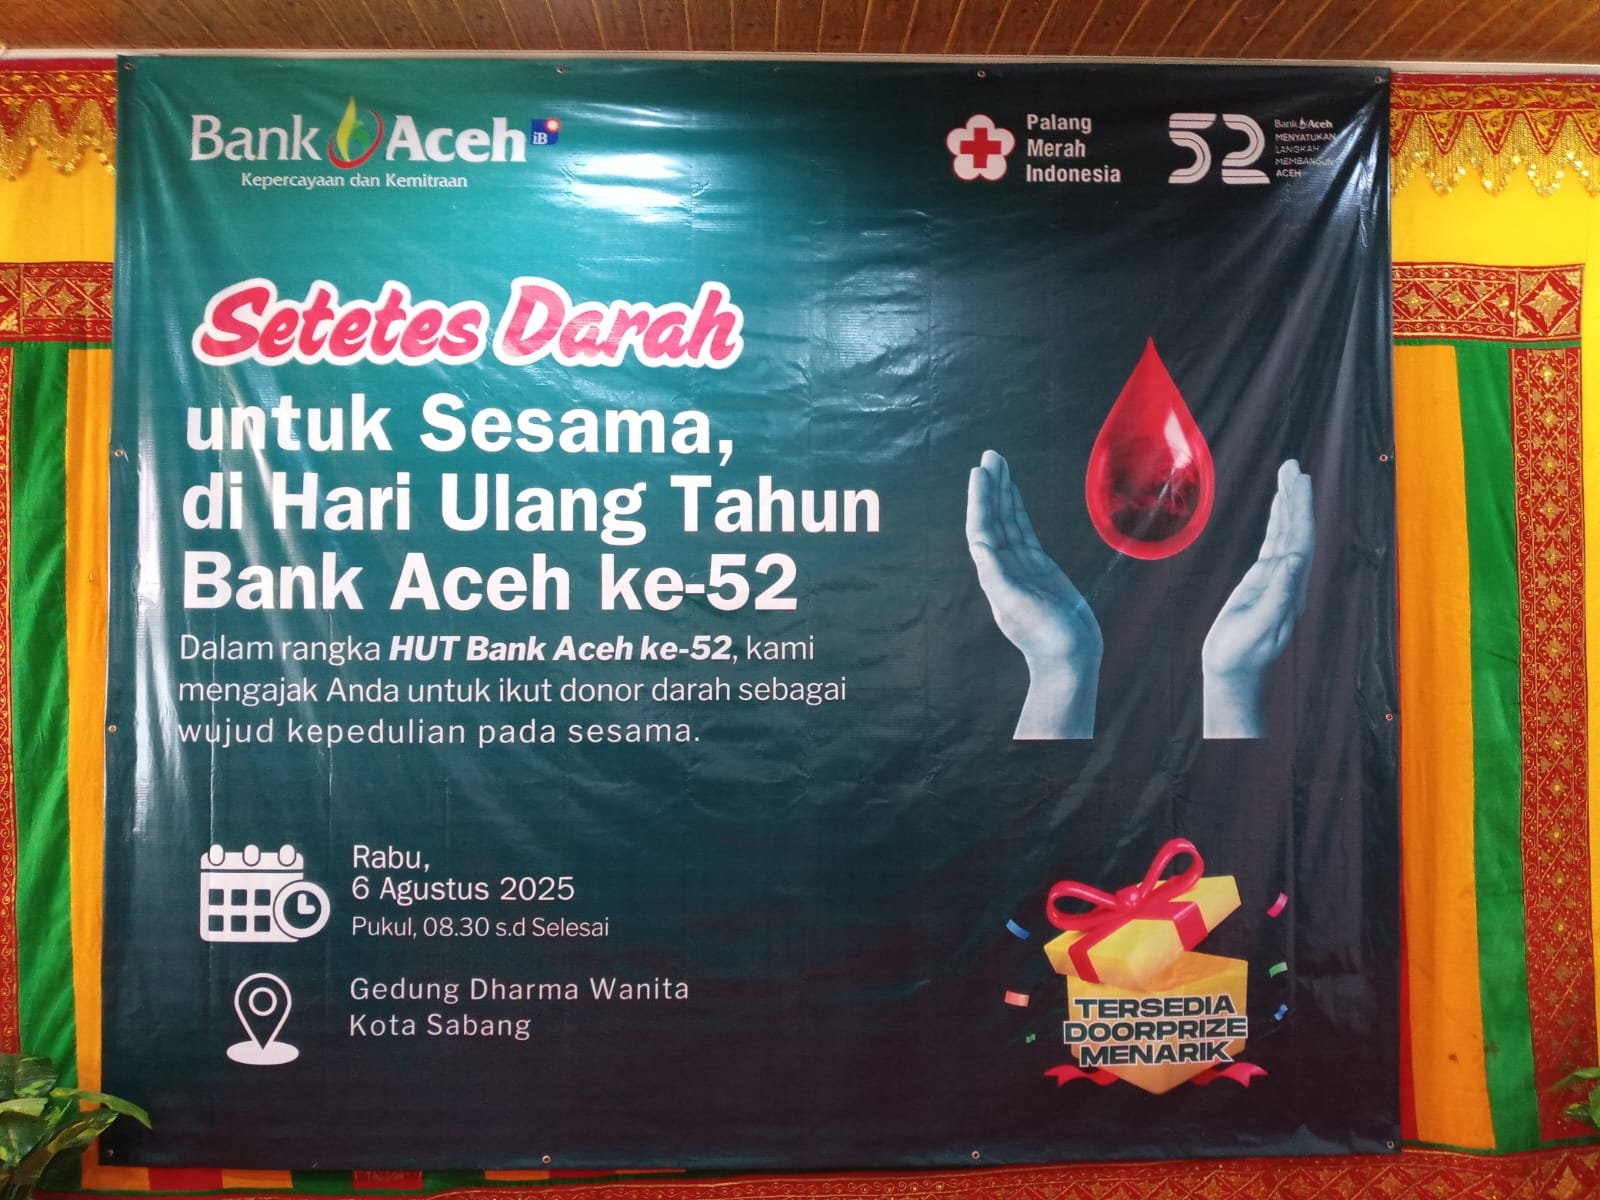 Bank Aceh iB
Kepercayaan dan Kemitraan
Palang
Merah
Indonesia
52
Bank Aceh
MENYATUKAN
LANGKAH
MEMBANGUN
ACEH
Setetes Darah
untuk Sesama,
di Hari Ulang Tahun
Bank Aceh ke-52
Dalam rangka HUT Bank Aceh ke-52, kami
mengajak Anda untuk ikut donor darah sebagai
wujud kepedulian pada sesama.
Rabu,
6 Agustus 2025
Pukul, 08.30 s.d Selesai
Gedung Dharma Wanita
Kota Sabang
TERSEDIA
DOORPRIZE
MENARIK